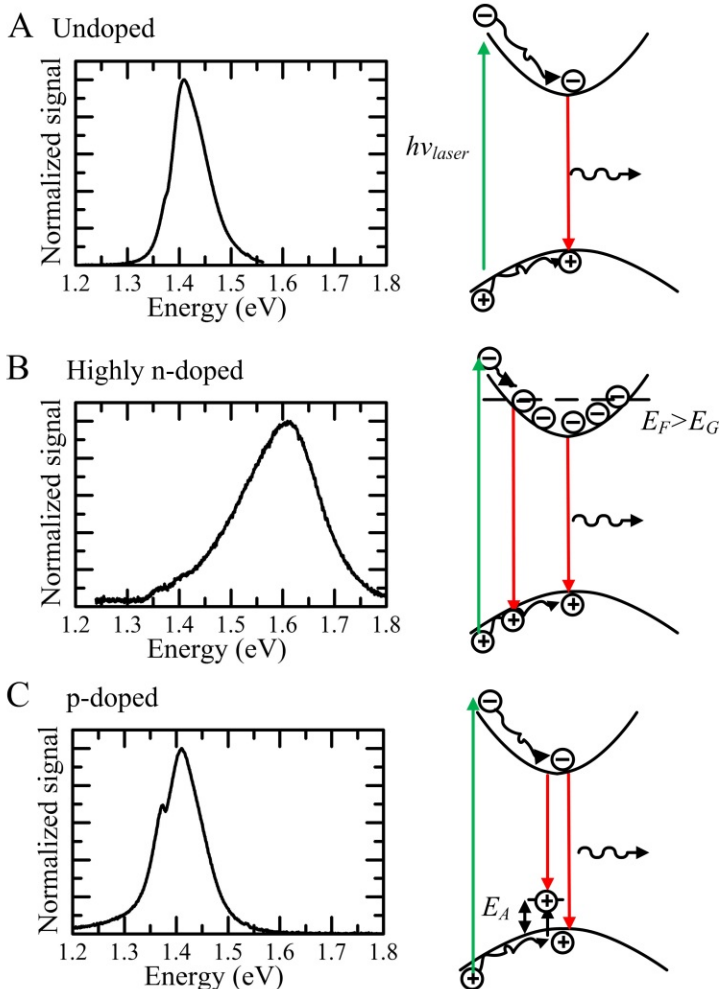 A Undoped
Normalized signal
1.2 1.3 1.4 1.5 1.6 1.7 1.8
Energy (eV)
hν_laser
− −
+ +
B Highly n-doped
Normalized signal
1.2 1.3 1.4 1.5 1.6 1.7 1.8
Energy (eV)
E_F>E_G
− − − − − −
+ + +
C p-doped
Normalized signal
1.2 1.3 1.4 1.5 1.6 1.7 1.8
Energy (eV)
− −
E_A
+ + +